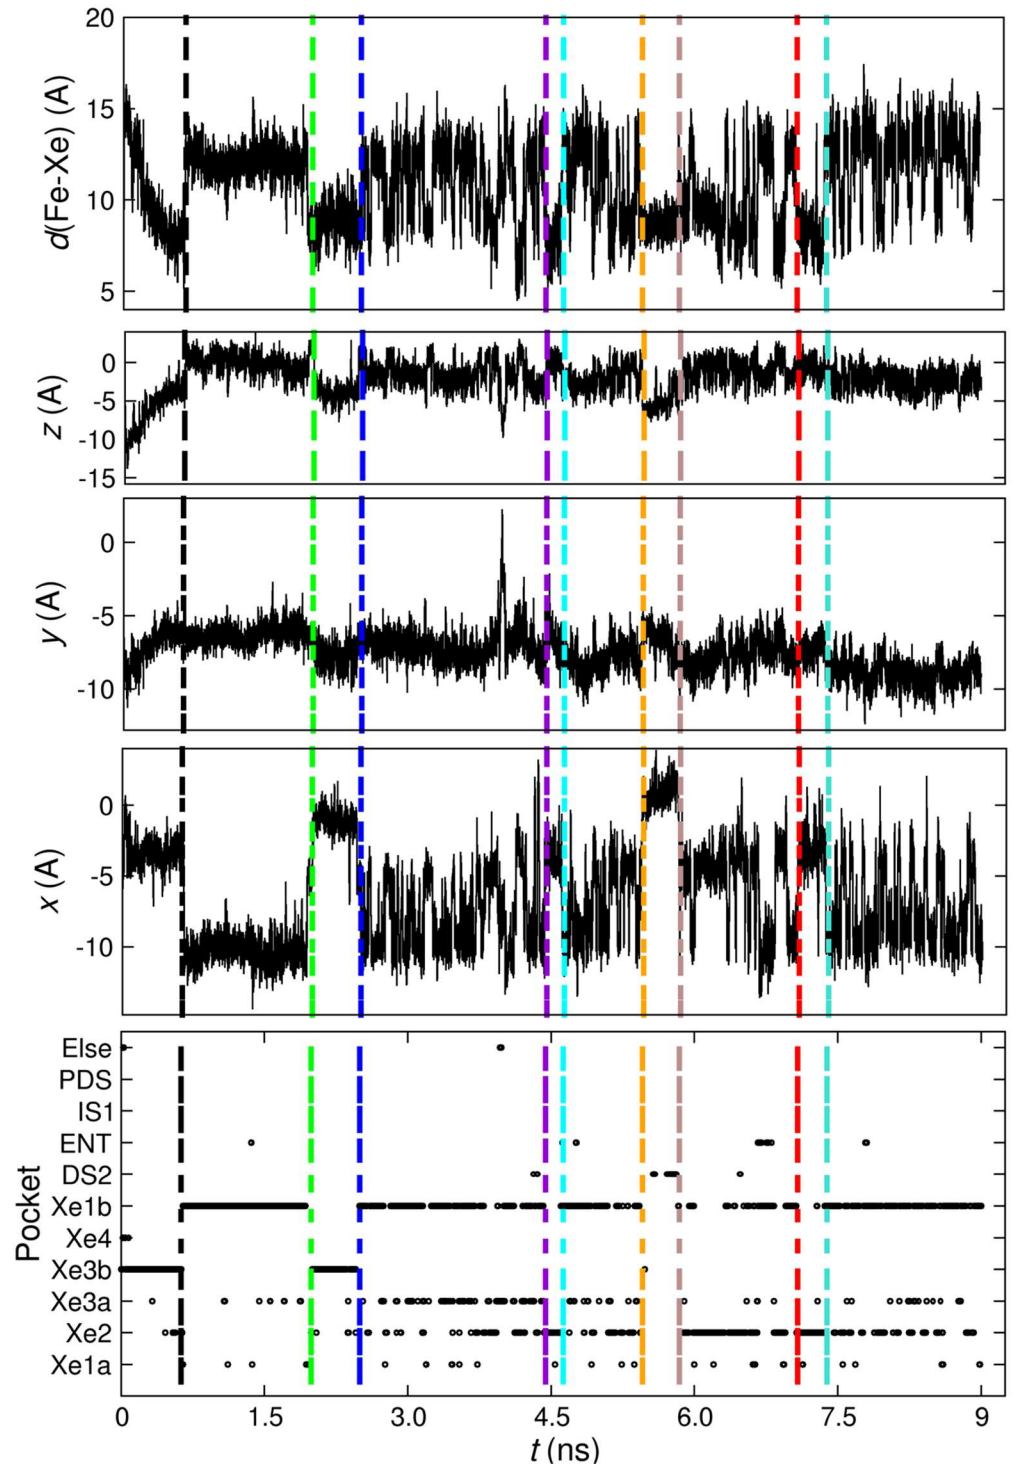 20
15
10
5
d(Fe-Xe) (A)
0
-5
-10
-15
z (A)
0
-5
-10
y (A)
0
-5
-10
x (A)
Else
PDS
IS1
ENT
DS2
Xe1b
Xe4
Xe3b
Xe3a
Xe2
Xe1a
Pocket
0 1.5 3.0 4.5 6.0 7.5 9
t (ns)